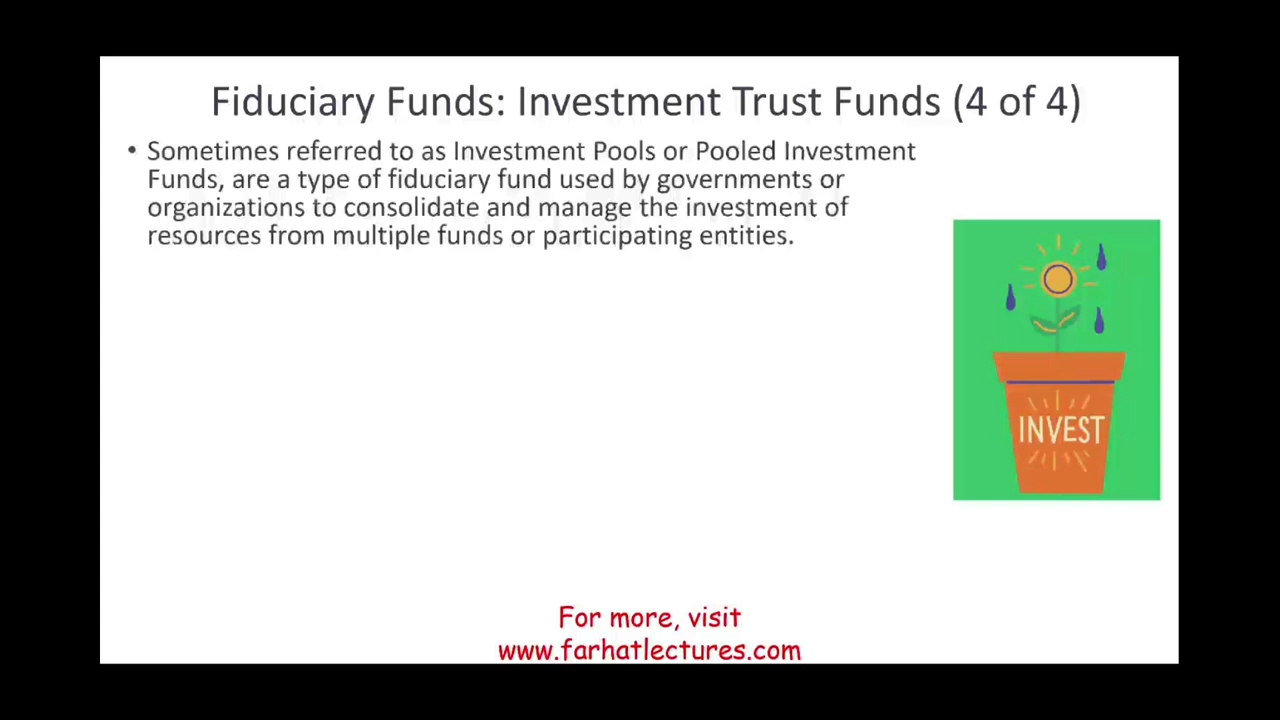 Fiduciary Funds: Investment Trust Funds (4 of 4)
• Sometimes referred to as Investment Pools or Pooled Investment
Funds, are a type of fiduciary fund used by governments or
organizations to consolidate and manage the investment of
resources from multiple funds or participating entities.
INVEST
For more, visit
www.farhatlectures.com